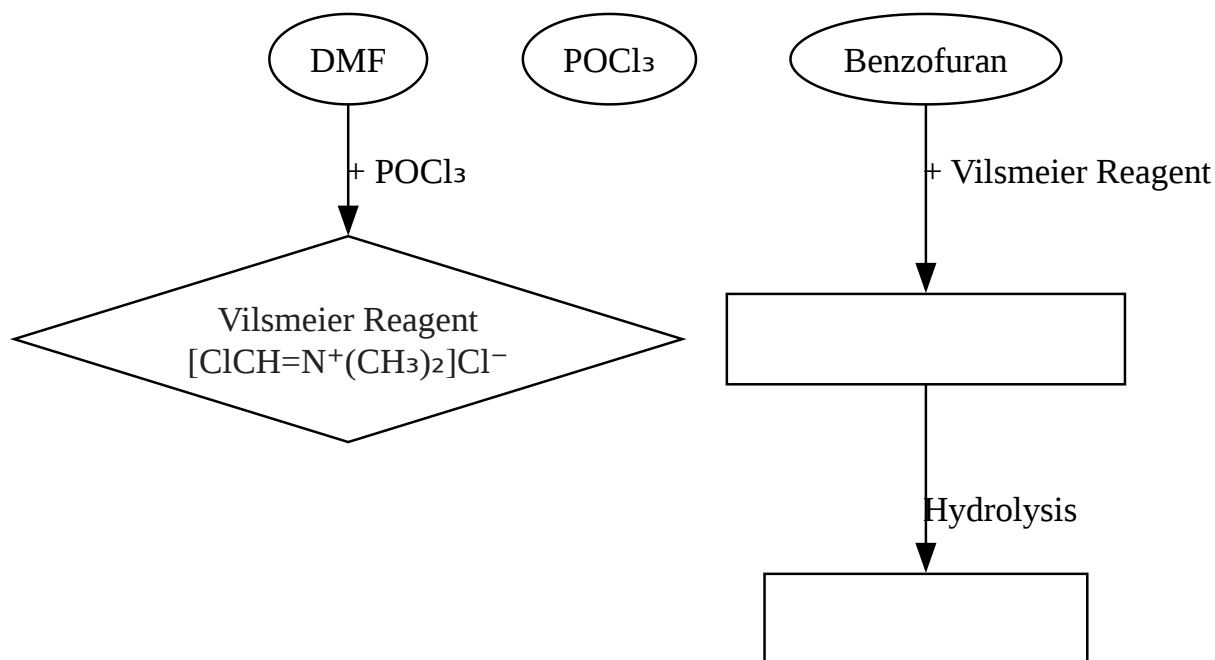 DMF
POCl₃
Benzofuran
+ POCl₃
+ Vilsmeier Reagent
Vilsmeier Reagent
[ClCH=N⁺(CH₃)₂]Cl⁻
Hydrolysis